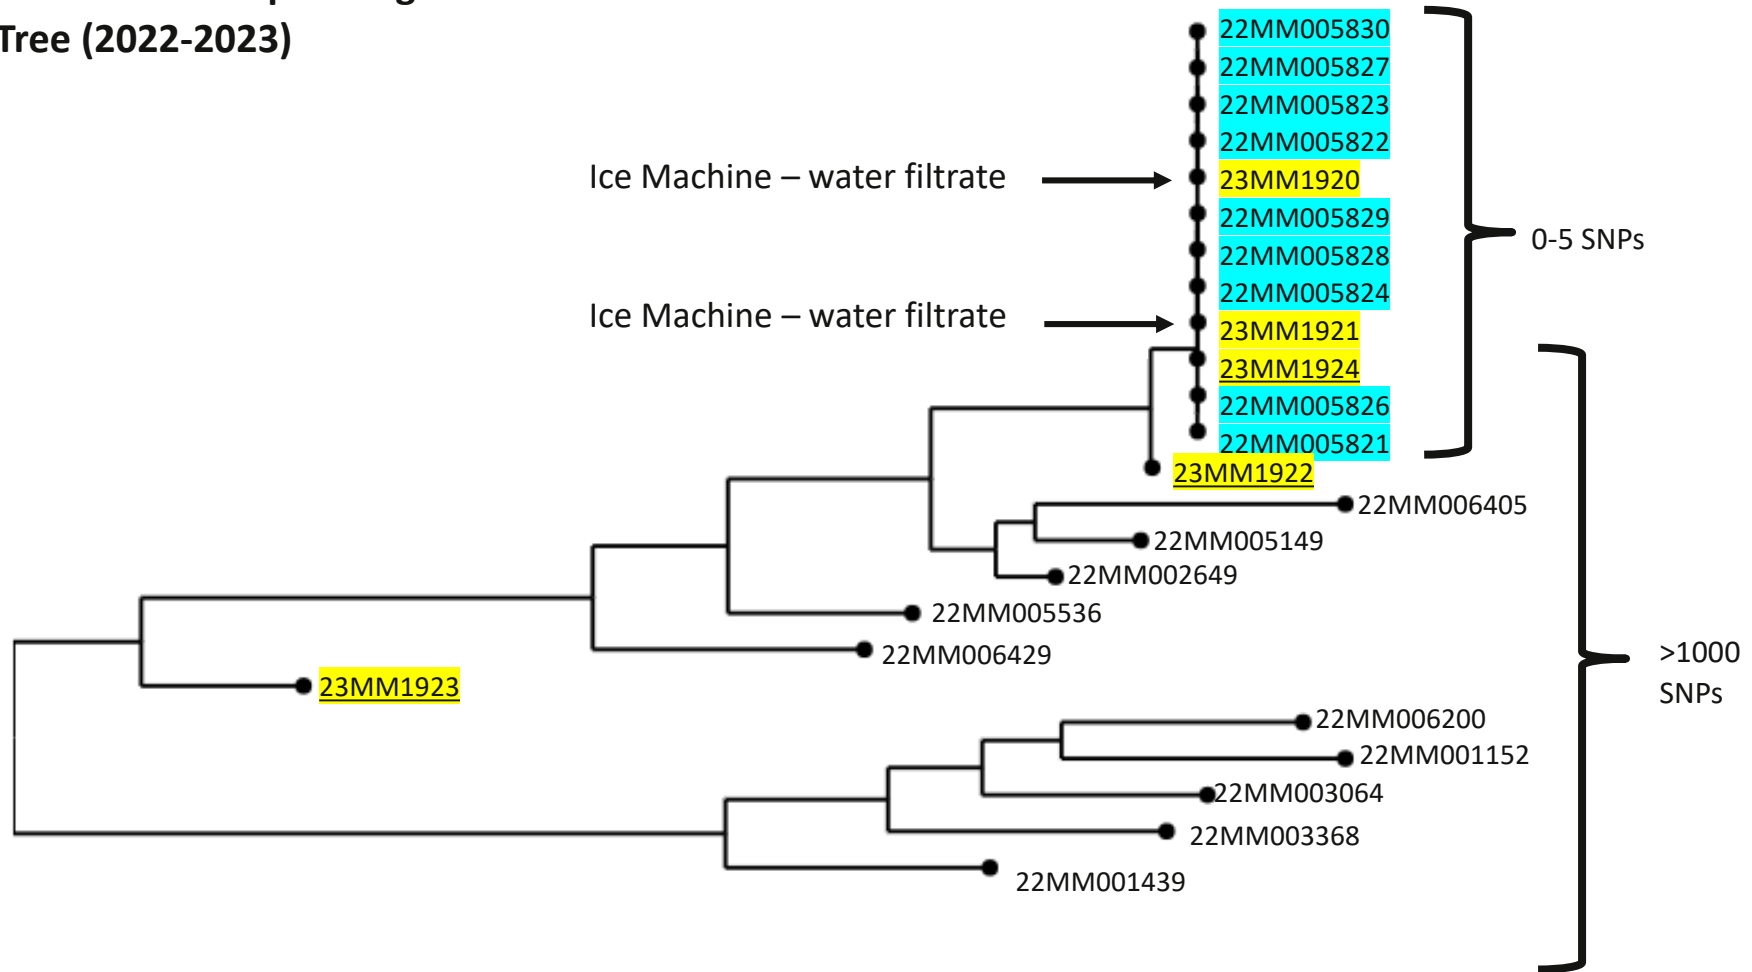 Tree (2022-2023)
22MM005830
22MM005827
22MM005823
22MM005822
Ice Machine – water filtrate
23MM1920
22MM005829
0-5 SNPs
22MM005828
22MM005824
Ice Machine – water filtrate
23MM1921
23MM1924
22MM005826
22MM005821
23MM1922
22MM006405
22MM005149
22MM002649
22MM005536
22MM006429
>1000
SNPs
23MM1923
22MM006200
22MM001152
22MM003064
22MM003368
22MM001439